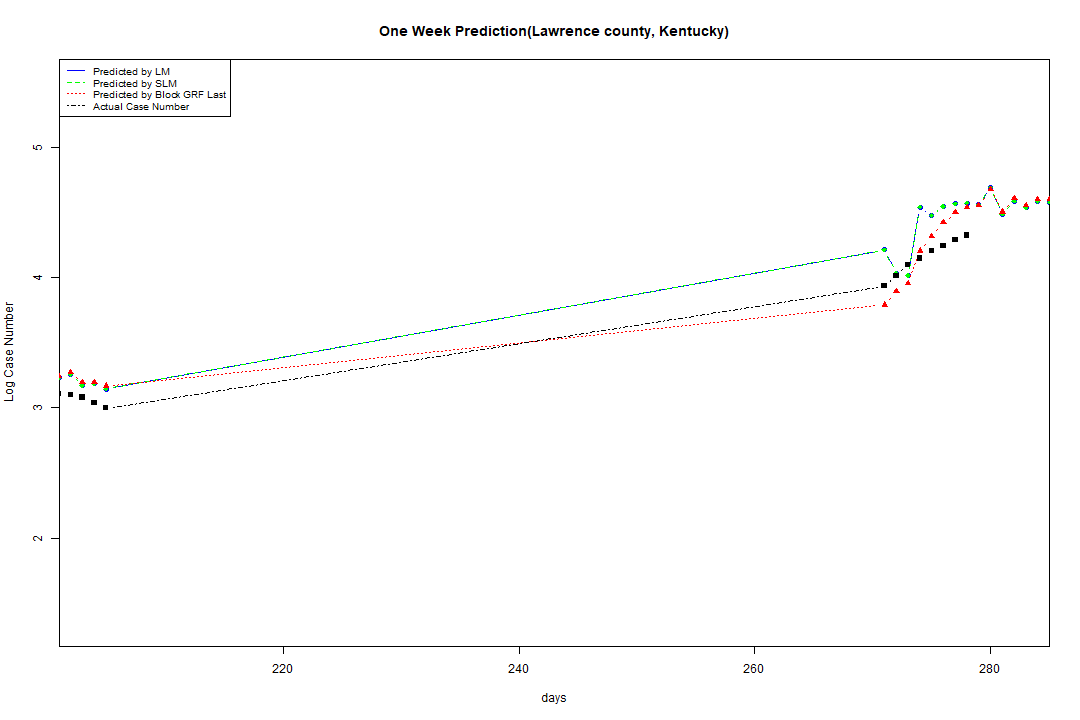 One Week Prediction(Lawrence county, Kentucky)
Predicted by LM
Predicted by SLM
Predicted by Block GRF Last
Actual Case Number
5
4
3
2
Log Case Number
220 240 260 280
days